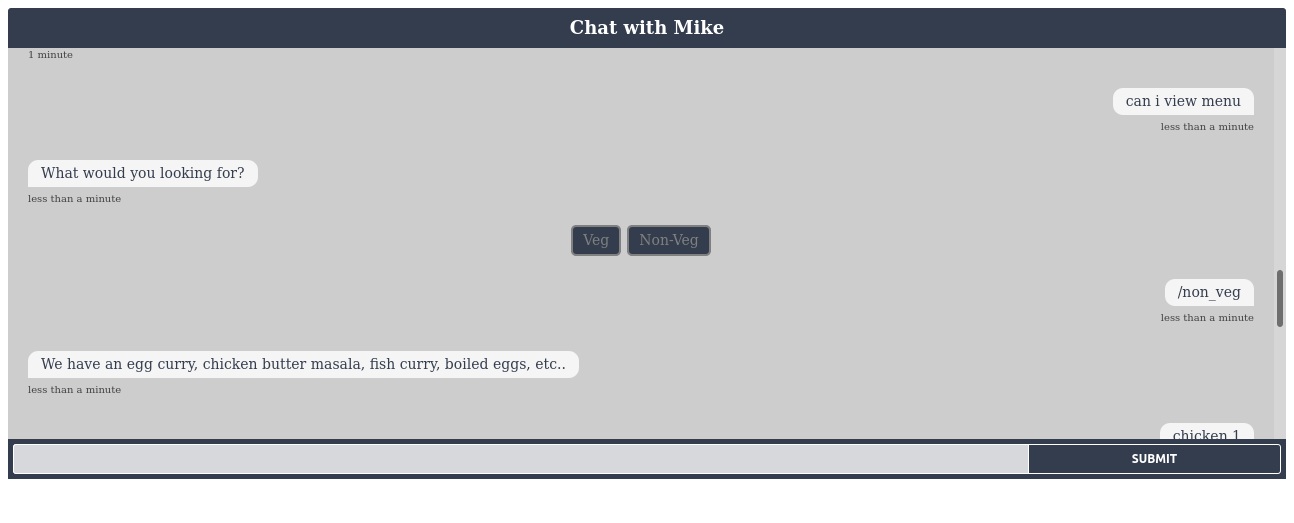 Chat with Mike
1 minute
can i view menu
less than a minute
What would you looking for?
less than a minute
Veg Non-Veg
/non_veg
less than a minute
We have an egg curry, chicken butter masala, fish curry, boiled eggs, etc..
less than a minute
chicken 1
SUBMIT